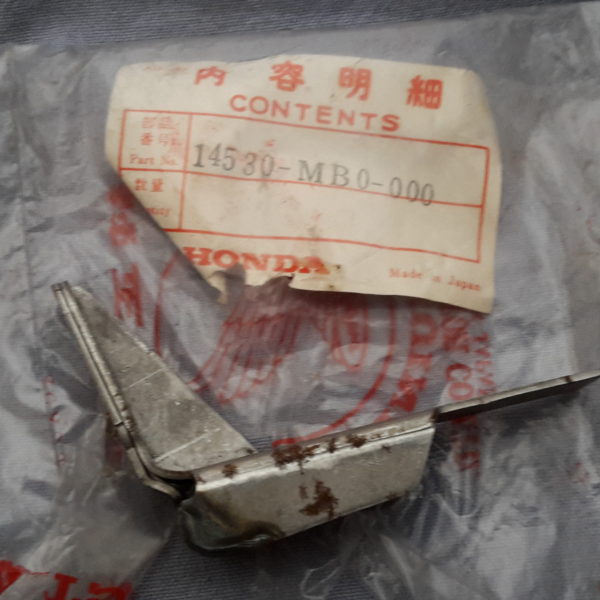 内容明細
CONTENTS
部品
番号
Part No.
14530-MB0-000
数量
HONDA
Made in Japan